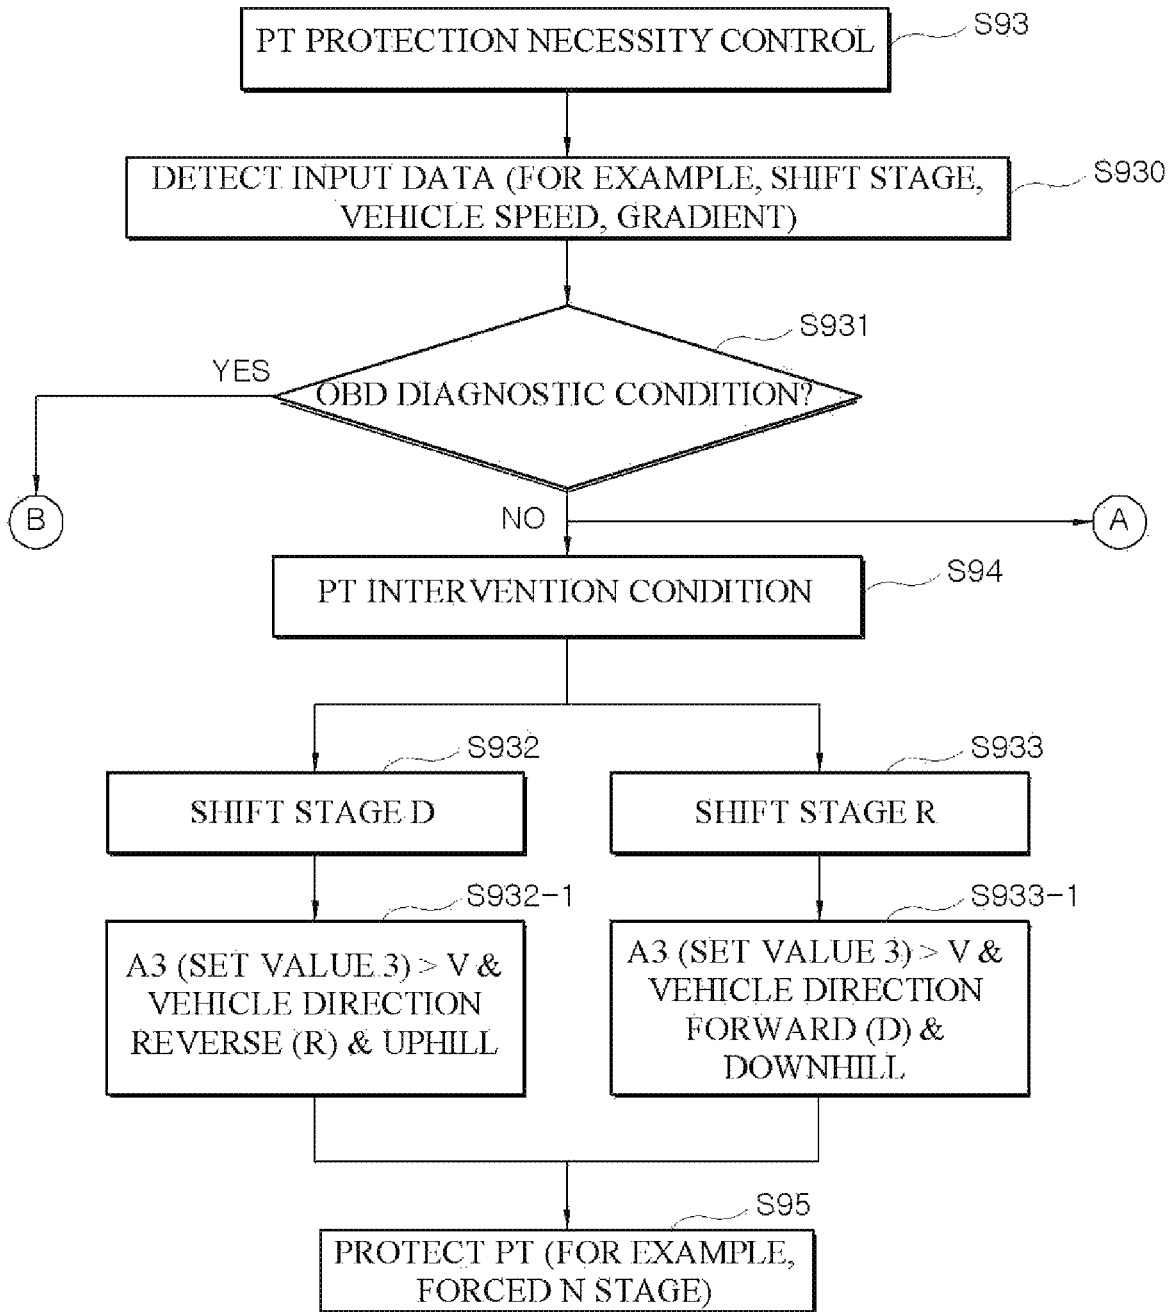 PT PROTECTION NECESSITY CONTROL
S93
DETECT INPUT DATA (FOR EXAMPLE, SHIFT STAGE,
VEHICLE SPEED, GRADIENT)
S930
S931
YES
OBD DIAGNOSTIC CONDITION?
B
NO
A
PT INTERVENTION CONDITION
S94
S932
S933
SHIFT STAGE D
SHIFT STAGE R
S932-1
S933-1
A3 (SET VALUE 3) > V &
VEHICLE DIRECTION
REVERSE (R) & UPHILL
A3 (SET VALUE 3) > V &
VEHICLE DIRECTION
FORWARD (D) &
DOWNHILL
S95
PROTECT PT (FOR EXAMPLE,
FORCED N STAGE)